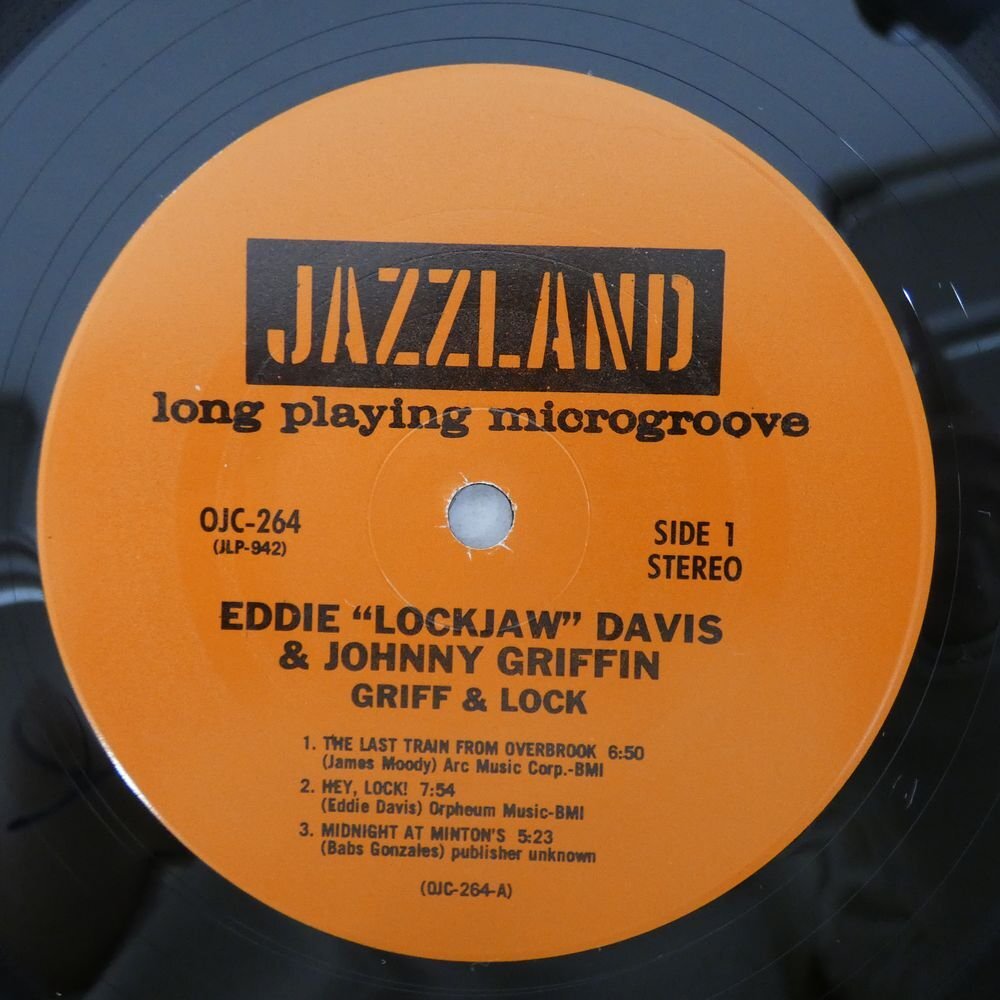 JAZZLAND
long playing microgroove
OJC-264
(JLP-942)
SIDE 1
STEREO
EDDIE “LOCKJAW” DAVIS
& JOHNNY GRIFFIN
GRIFF & LOCK
1. THE LAST TRAIN FROM OVERBROOK 6:50
(James Moody) Arc Music Corp.-BMI
2. HEY, LOCK! 7:54
(Eddie Davis) Orpheum Music-BMI
3. MIDNIGHT AT MINTON'S 5:23
(Babs Gonzales) publisher unknown
(OJC-264-A)